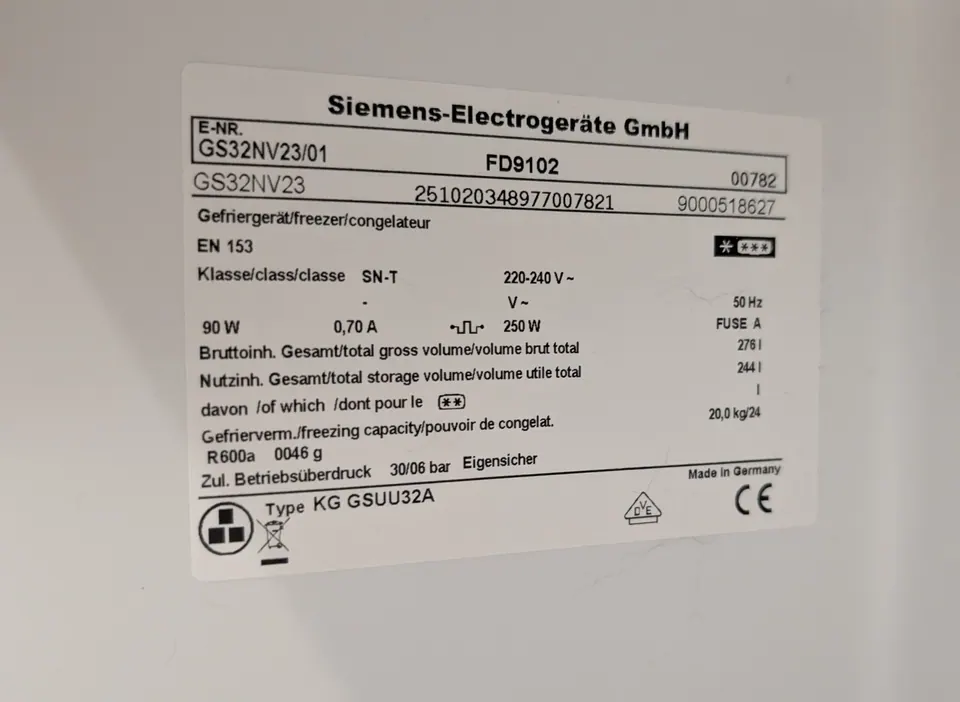 Siemens-Electrogeräte GmbH
E-NR.
GS32NV23/01 FD9102 00782
GS32NV23 251020348977007821 9000518627
Gefriergerät/freezer/congelateur
EN 153
Klasse/class/classe SN-T 220-240 V ~
- V ~ 50 Hz
90 W 0,70 A 250 W FUSE A
Bruttoinh. Gesamt/total gross volume/volume brut total 276 l
Nutzinh. Gesamt/total storage volume/volume utile total 244 l
davon /of which /dont pour le l
Gefrierverm./freezing capacity/pouvoir de congelat. 20,0 kg/24
R600a 0046 g
Zul. Betriebsüberdruck 30/06 bar Eigensicher
Made in Germany
Type KG GSUU32A
DVE
CE